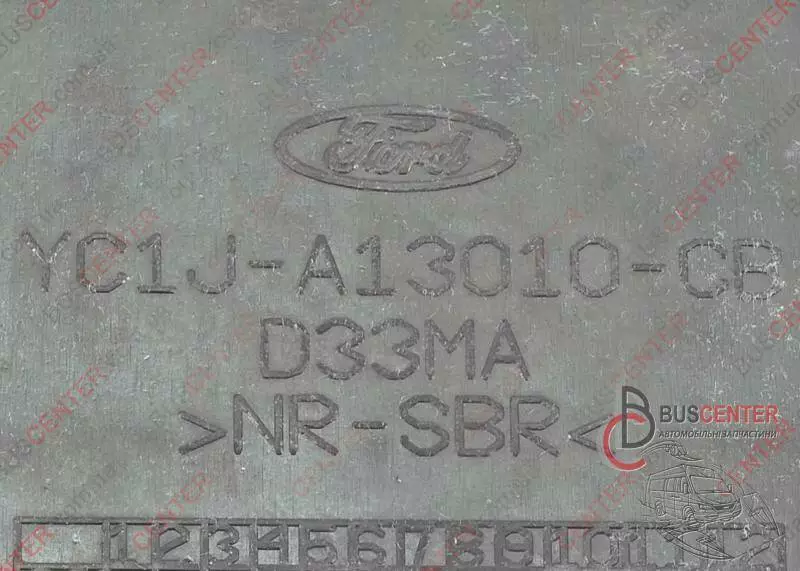 Ford
YC1J-A13010-CB
D33MA
>NR-SBR<
BUSCENTER
АВТОМОБІЛЬНІ ЗАПЧАСТИНИ
1 2 3 4 5 6 7 8 9 10 11 12